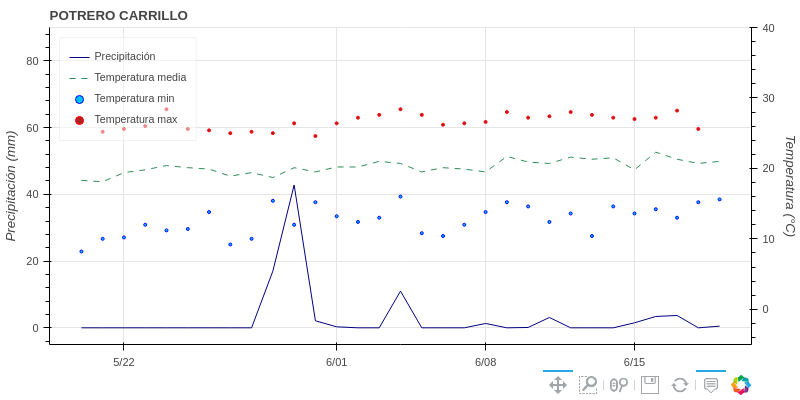 POTRERO CARRILLO
Precipitación
Temperatura media
Temperatura min
Temperatura max
Precipitación (mm)
80
60
40
20
0
40
30
20
10
0
Temperatura (°C)
5/22
6/01
6/08
6/15